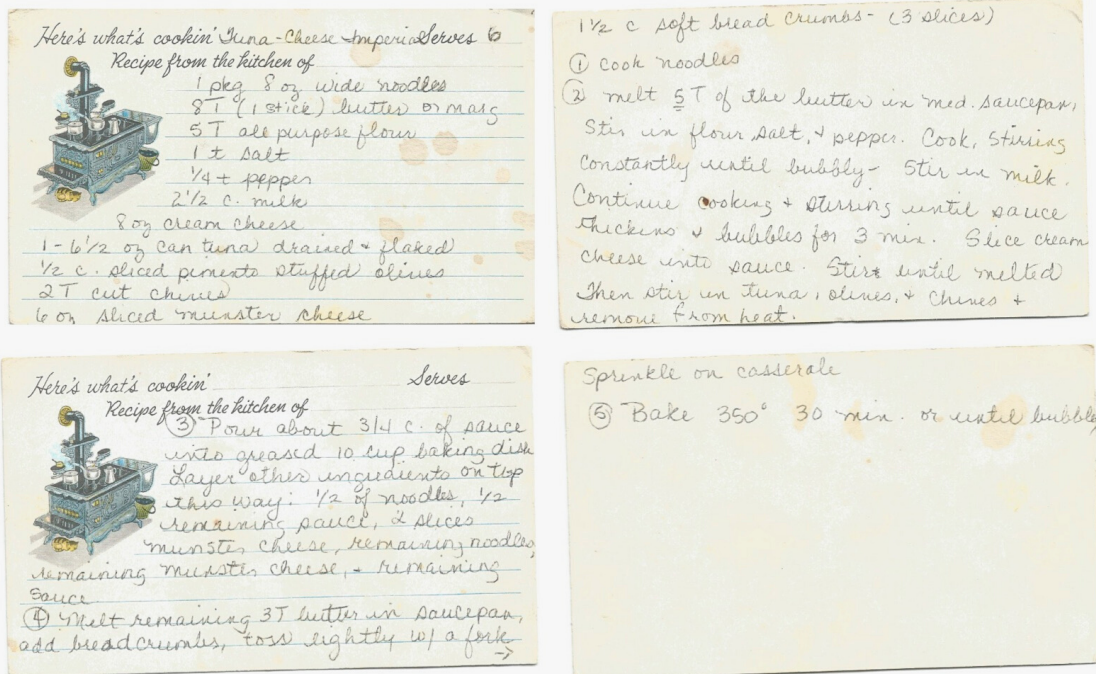 Here's what's cookin' Tuna-Cheese Imperial Serves 6
Recipe from the kitchen of
1 pkg 8 oz wide noodles
8 T (1 stick) butter or marg
5 T all purpose flour
1 t salt
1/4 t pepper
2 1/2 c. milk
8 oz cream cheese
1 - 6 1/2 oz can tuna drained & flaked
1/2 c. sliced pimento stuffed olives
2 T cut chives
6 oz sliced munster cheese
1 1/2 c soft bread crumbs - (3 slices)
① Cook noodles
② melt 5 T of the butter in med. saucepan,
Stir in flour, salt, & pepper. Cook, stirring
constantly until bubbly - Stir in milk.
Continue cooking & stirring until sauce
thickins & bubbles for 3 min. Slice cream
cheese into sauce. Stir until melted
Then stir in tuna, olives, & chives &
remove from heat.
Here's what's cookin' Serves
Recipe from the kitchen of
③ Pour about 3/4 c. of sauce
into greased 10 cup baking dish
Layer other ingredients on top
this way: 1/2 of noodles, 1/2
remaining sauce, 2 slices
munster cheese, remaining noodles,
remaining munster cheese, & remaining
sauce
④ Melt remaining 3T butter in saucepan,
add breadcrumbs, toss lightly w/ a fork
→
Sprinkle on casserole
⑤ Bake 350° 30 min or until bubbly